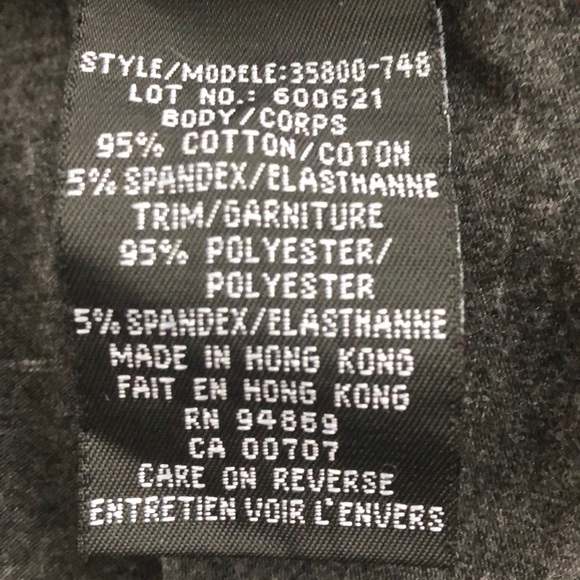 STYLE/MODELE:35800-748
LOT NO.: 600621
BODY/CORPS
95% COTTON/COTON
5% SPANDEX/ELASTHANNE
TRIM/GARNITURE
95% POLYESTER/
POLYESTER
5% SPANDEX/ELASTHANNE
MADE IN HONG KONG
FAIT EN HONG KONG
RN 94869
CA 00707
CARE ON REVERSE
ENTRETIEN VOIR L'ENVERS